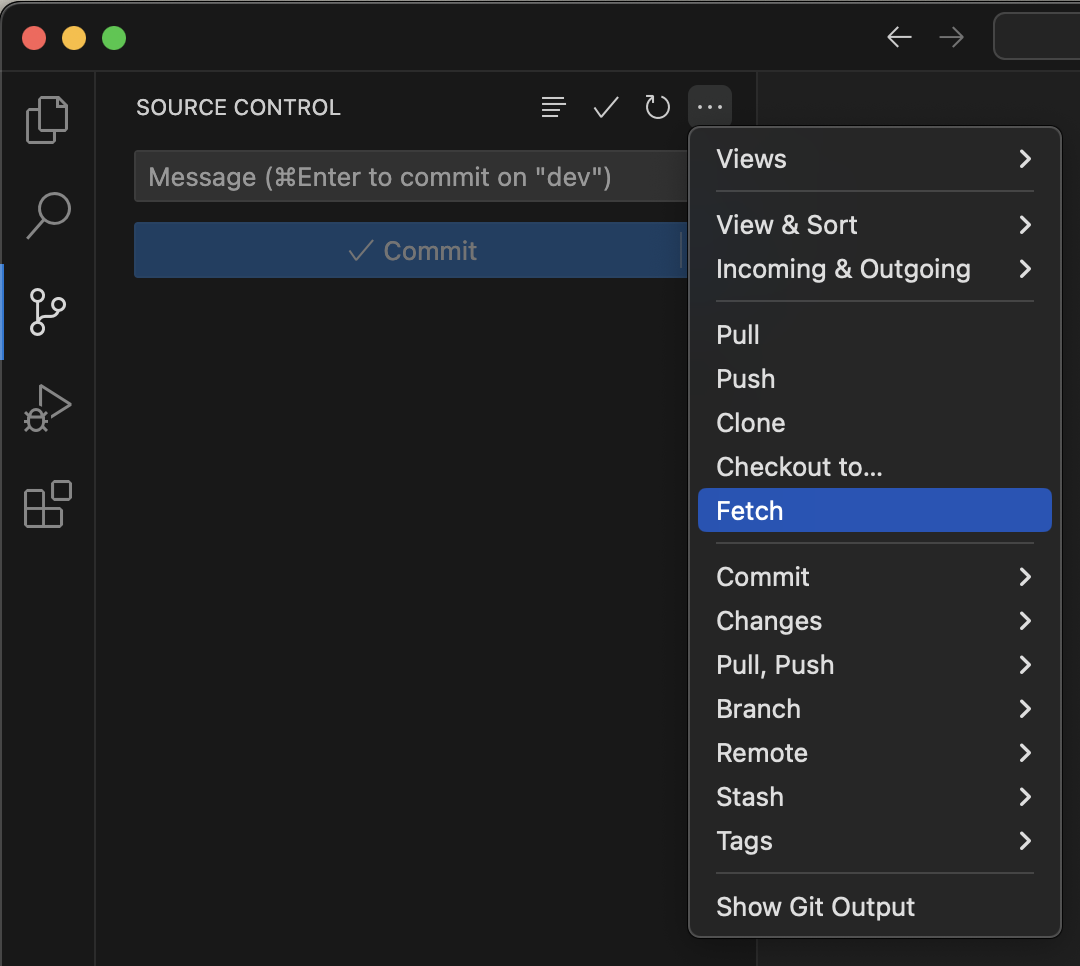 SOURCE CONTROL
Message (⌘Enter to commit on "dev")
Commit
Views
View & Sort
Incoming & Outgoing
Pull
Push
Clone
Checkout to...
Fetch
Commit
Changes
Pull, Push
Branch
Remote
Stash
Tags
Show Git Output